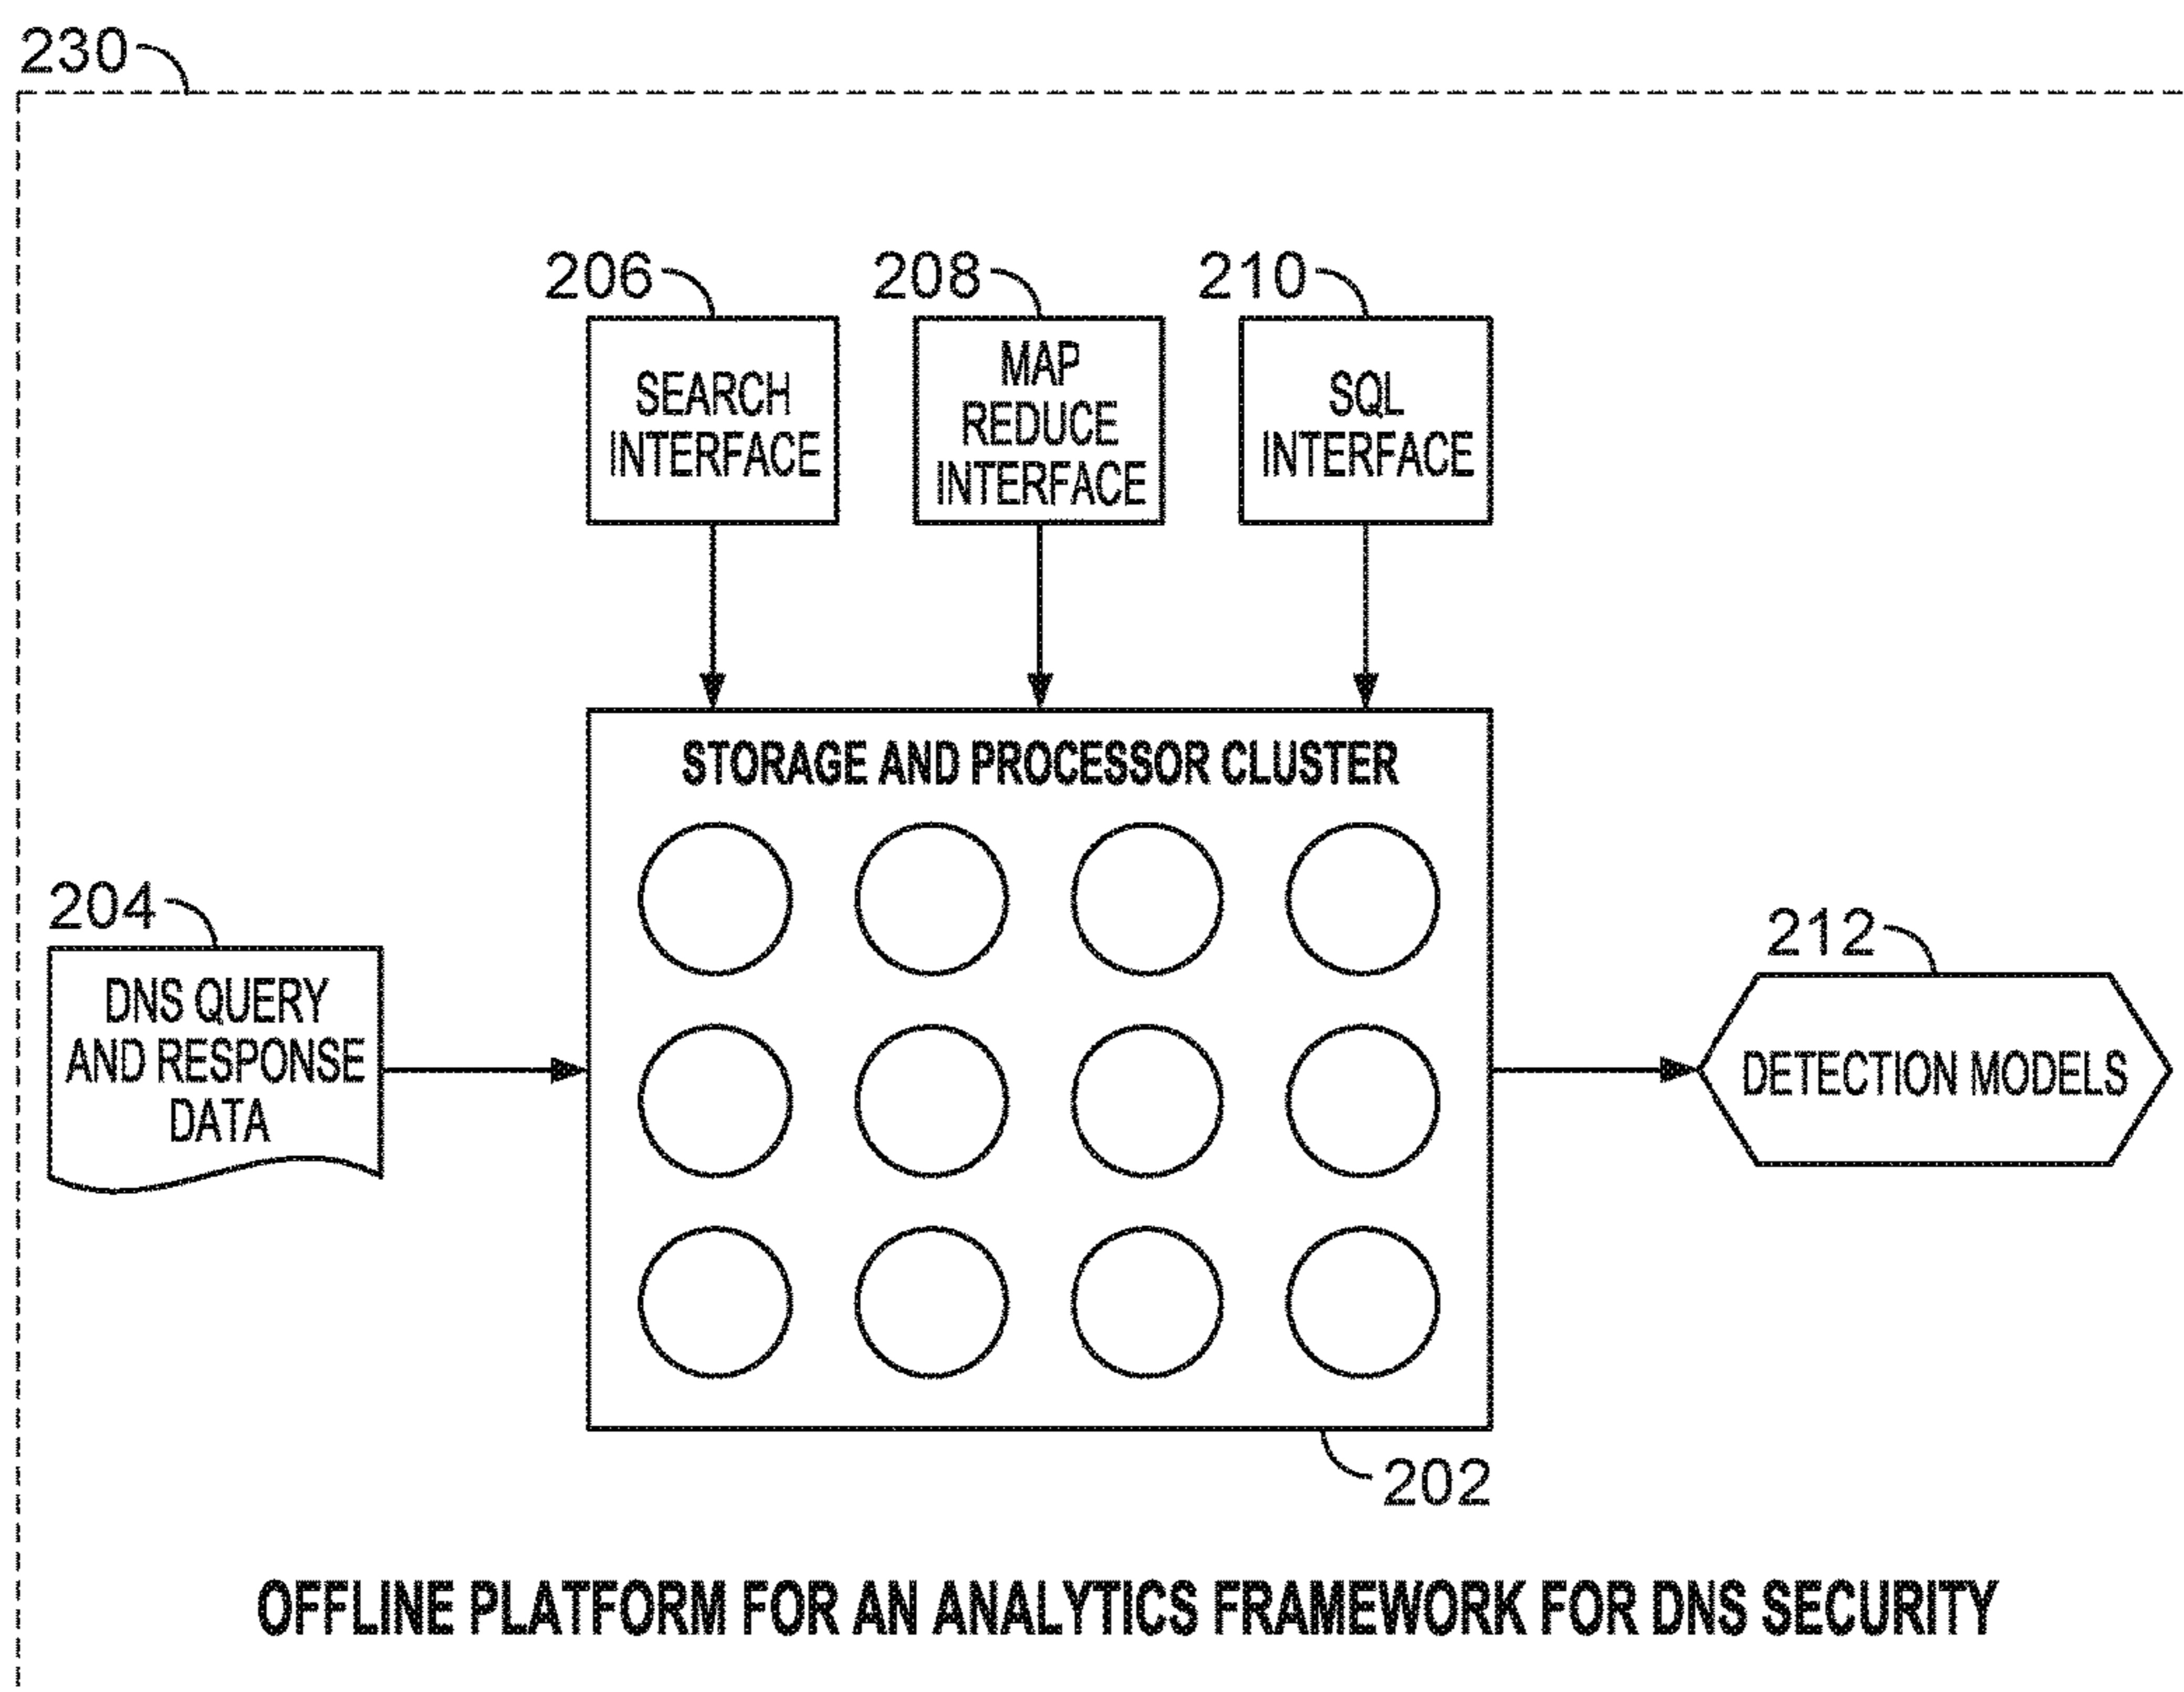 230
206
208
210
SEARCH
INTERFACE
MAP
REDUCE
INTERFACE
SQL
INTERFACE
STORAGE AND PROCESSOR CLUSTER
204
DNS QUERY
AND RESPONSE
DATA
212
DETECTION MODELS
202
OFFLINE PLATFORM FOR AN ANALYTICS FRAMEWORK FOR DNS SECURITY